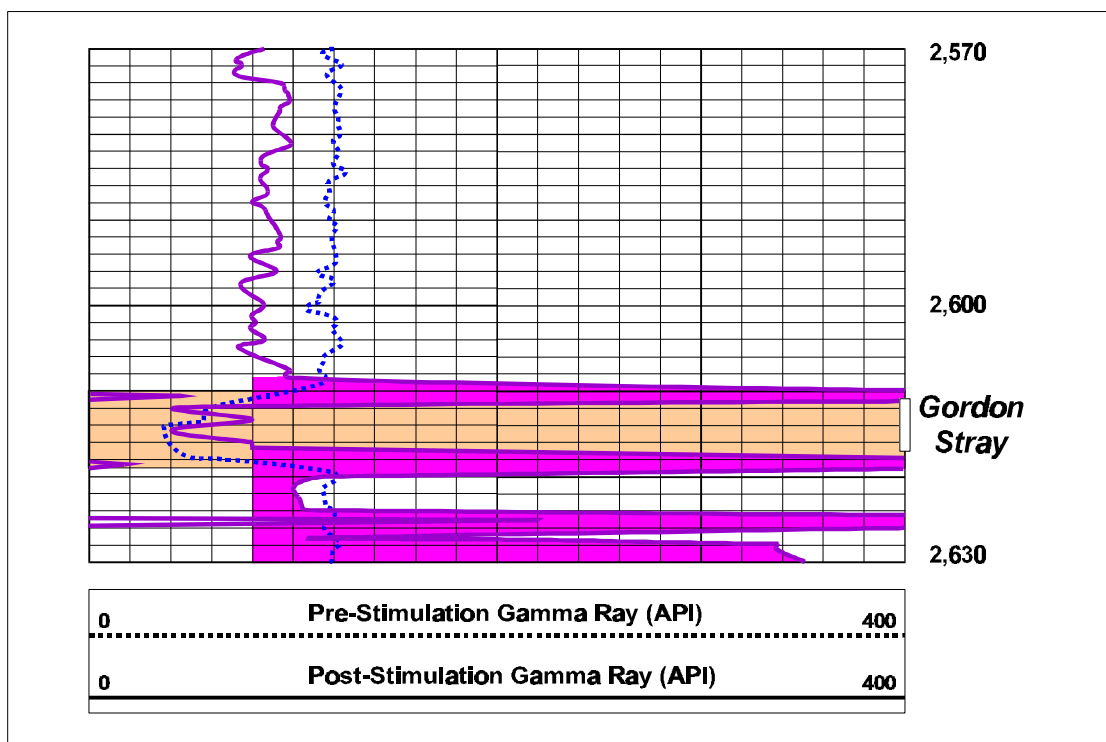 2,570
2,600
Gordon
Stray
2,630
0 Pre-Stimulation Gamma Ray (API) 400
0 Post-Stimulation Gamma Ray (API) 400